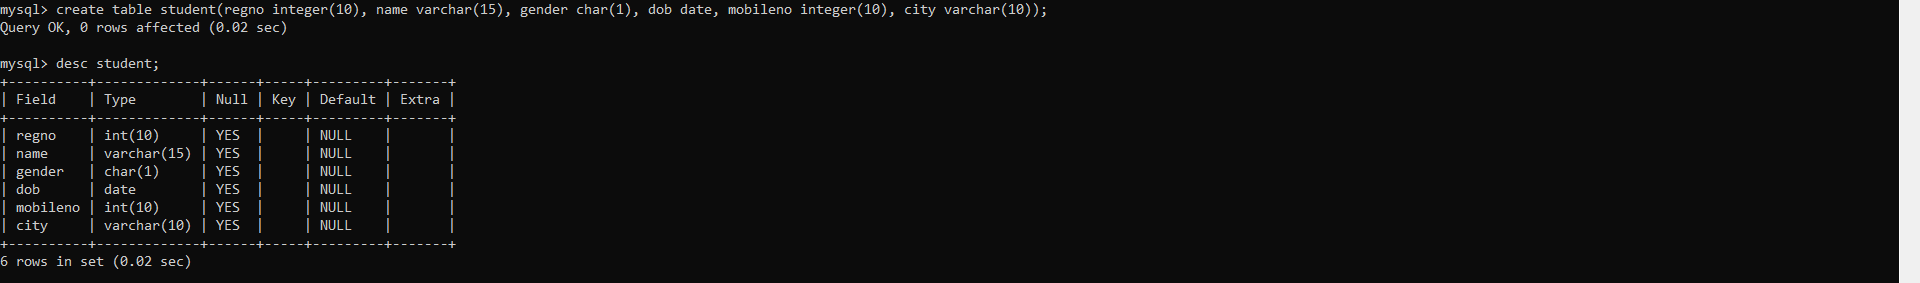 mysql> create table student(regno integer(10), name varchar(15), gender char(1), dob date, mobileno integer(10), city varchar(10));
Query OK, 0 rows affected (0.02 sec)
mysql> desc student;
+----------+-------------+------+-----+---------+-------+
| Field    | Type        | Null | Key | Default | Extra |
+----------+-------------+------+-----+---------+-------+
| regno    | int(10)     | YES  |     | NULL    |       |
| name     | varchar(15) | YES  |     | NULL    |       |
| gender   | char(1)     | YES  |     | NULL    |       |
| dob      | date        | YES  |     | NULL    |       |
| mobileno | int(10)     | YES  |     | NULL    |       |
| city     | varchar(10) | YES  |     | NULL    |       |
+----------+-------------+------+-----+---------+-------+
6 rows in set (0.02 sec)